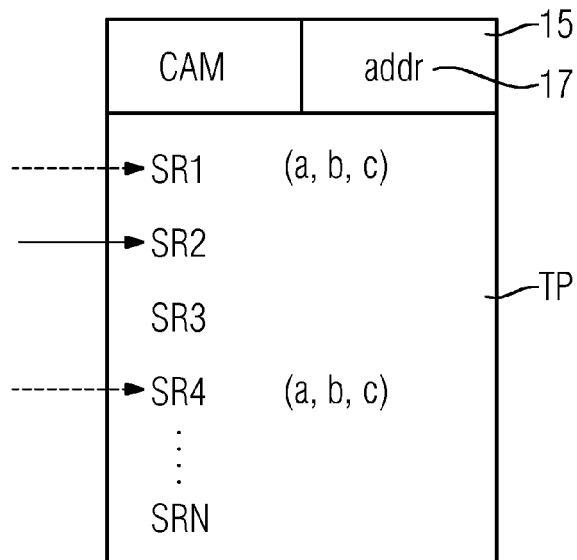 15
CAM addr 17
SR1 (a, b, c)
SR2
TP
SR3
SR4 (a, b, c)
SRN